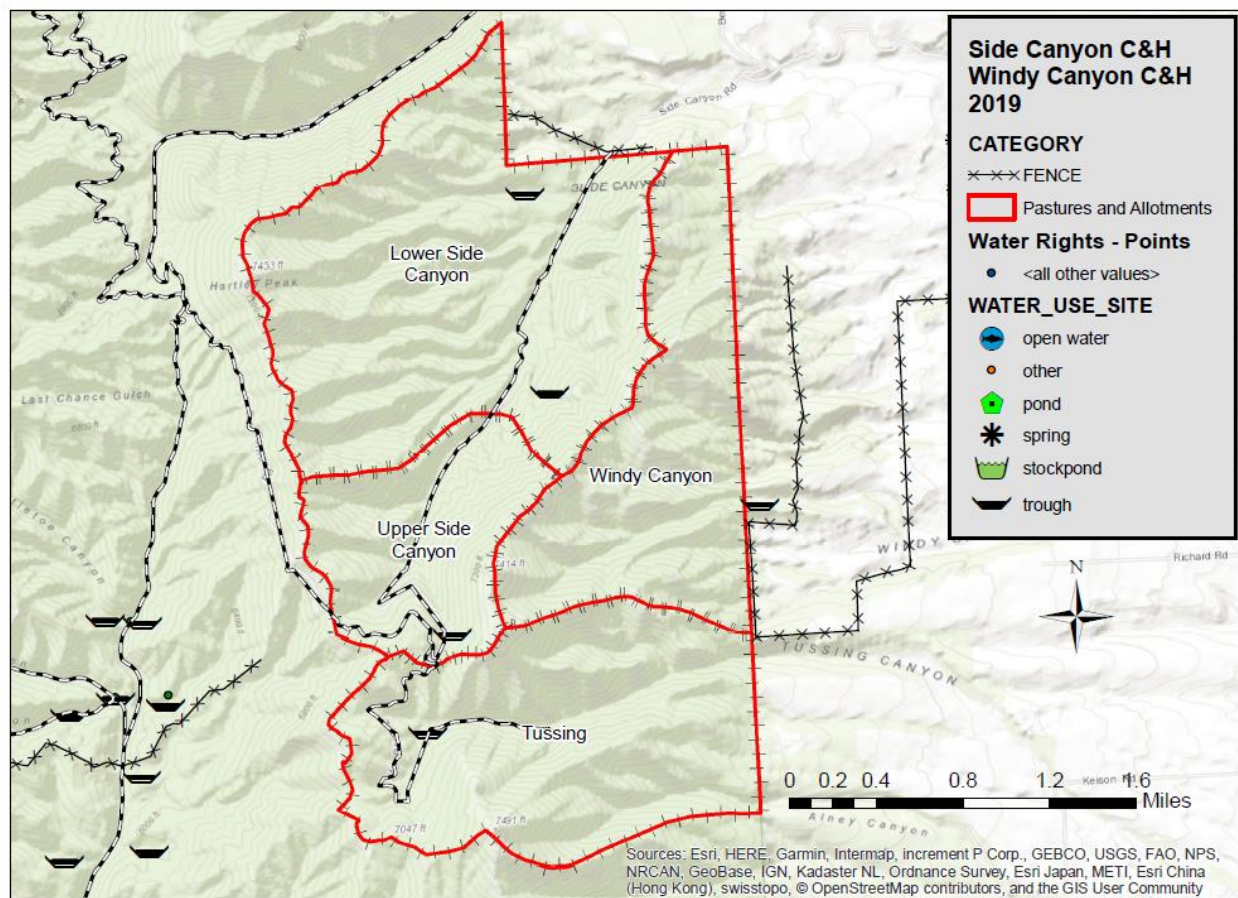 Side Canyon C&H
Windy Canyon C&H
2019
CATEGORY
FENCE
Pastures and Allotments
Water Rights - Points
<all other values>
WATER_USE_SITE
open water
other
pond
spring
stockpond
trough
Side Canyon Rd
SLIDE CANYON
Lower Side
Canyon
7453 ft
Hartley Peak
Last Chance Gulch
Windy Canyon
Upper Side
Canyon
7414 ft
Richard Rd
N
TUSSING CANYON
Tussing
Kelson Rd
0 0.2 0.4 0.8 1.2 1.6
Miles
Alney Canyon
7047 ft
7491 ft
Sources: Esri, HERE, Garmin, Intermap, increment P Corp., GEBCO, USGS, FAO, NPS,
NRCAN, GeoBase, IGN, Kadaster NL, Ordnance Survey, Esri Japan, METI, Esri China
(Hong Kong), swisstopo, © OpenStreetMap contributors, and the GIS User Community